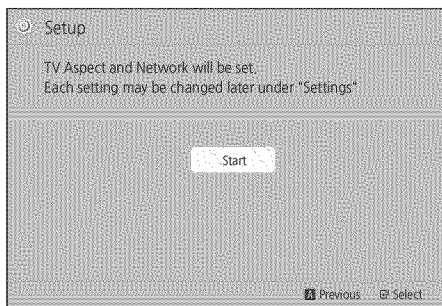 Setup
TV Aspect and Network will be set.
Each setting may be changed later under "Settings"
Start
A Previous Select